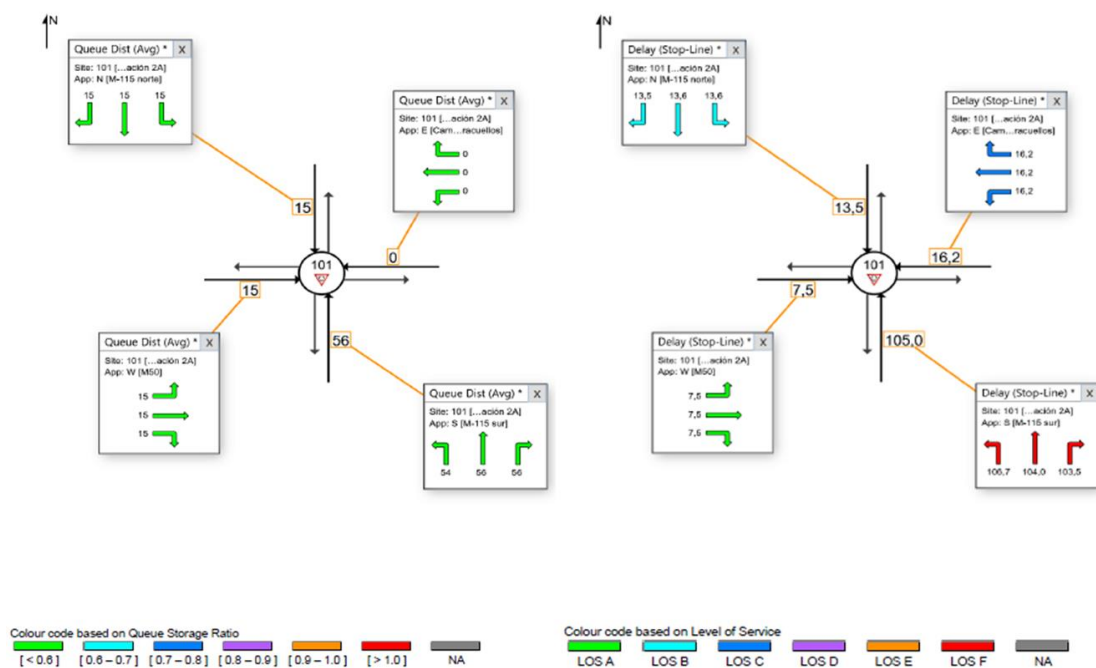 N
Queue Dist (Avg) * X
Site: 101 [...ación 2A]
App: N [M-115 norte]
15 15 15
Queue Dist (Avg) * X
Site: 101 [...ación 2A]
App: E [Cam...racuellos]
0
0
0
15
101
0
15
Queue Dist (Avg) * X
Site: 101 [...ación 2A]
App: W [M50]
15
15
15
56
Queue Dist (Avg) * X
Site: 101 [...ación 2A]
App: S [M-115 sur]
54 56 56
Colour code based on Queue Storage Ratio
[ < 0.6 ] [ 0.6 – 0.7 ] [ 0.7 – 0.8 ] [ 0.8 – 0.9 ] [ 0.9 – 1.0 ] [ > 1.0 ] NA
N
Delay (Stop-Line) * X
Site: 101 [...ación 2A]
App: N [M-115 norte]
13,5 13,6 13,6
Delay (Stop-Line) * X
Site: 101 [...ación 2A]
App: E [Cam...racuellos]
16,2
16,2
16,2
13,5
101
16,2
7,5
Delay (Stop-Line) * X
Site: 101 [...ación 2A]
App: W [M50]
7,5
7,5
7,5
105,0
Delay (Stop-Line) * X
Site: 101 [...ación 2A]
App: S [M-115 sur]
106,7 104,0 103,5
Colour code based on Level of Service
LOS A LOS B LOS C LOS D LOS E LOS F NA